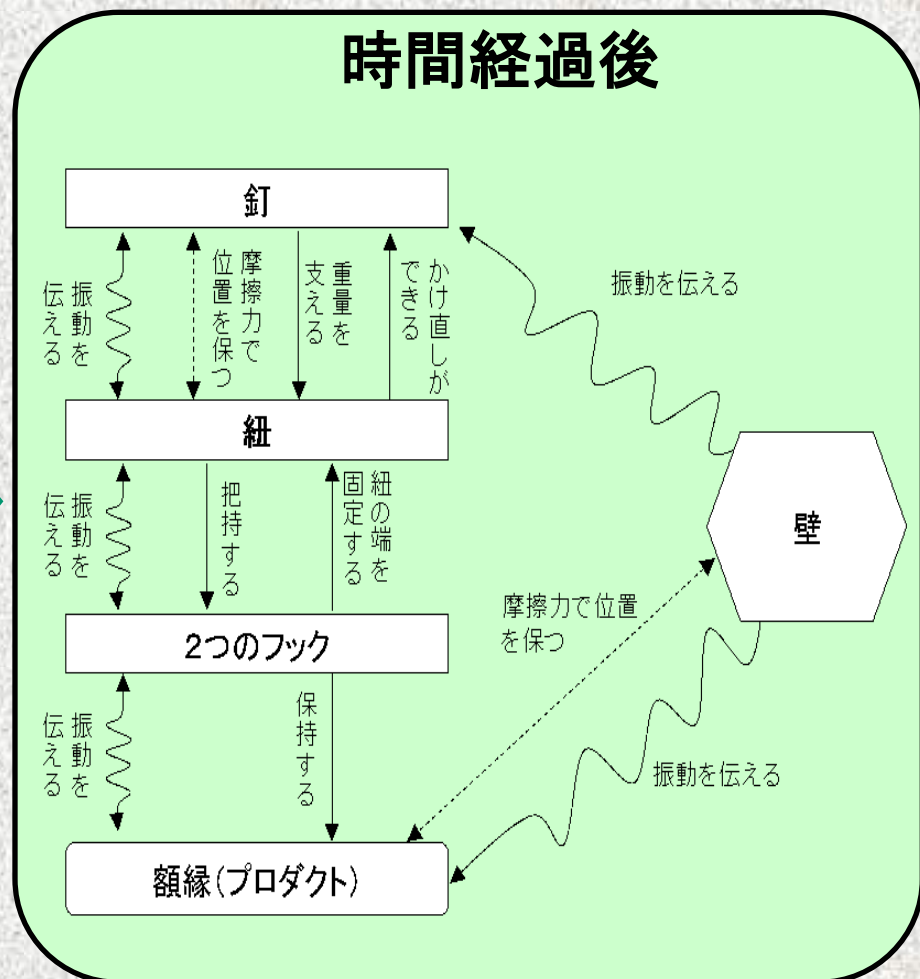 時間経過後
釘
振動を
伝える
摩擦力で
位置を保つ
重量を
支える
かけ直しが
できる
振動を伝える
紐
振動を
伝える
把持する
紐の端を
固定する
壁
摩擦力で位置
を保つ
2つのフック
振動を
伝える
保持する
振動を伝える
額縁(プロダクト)